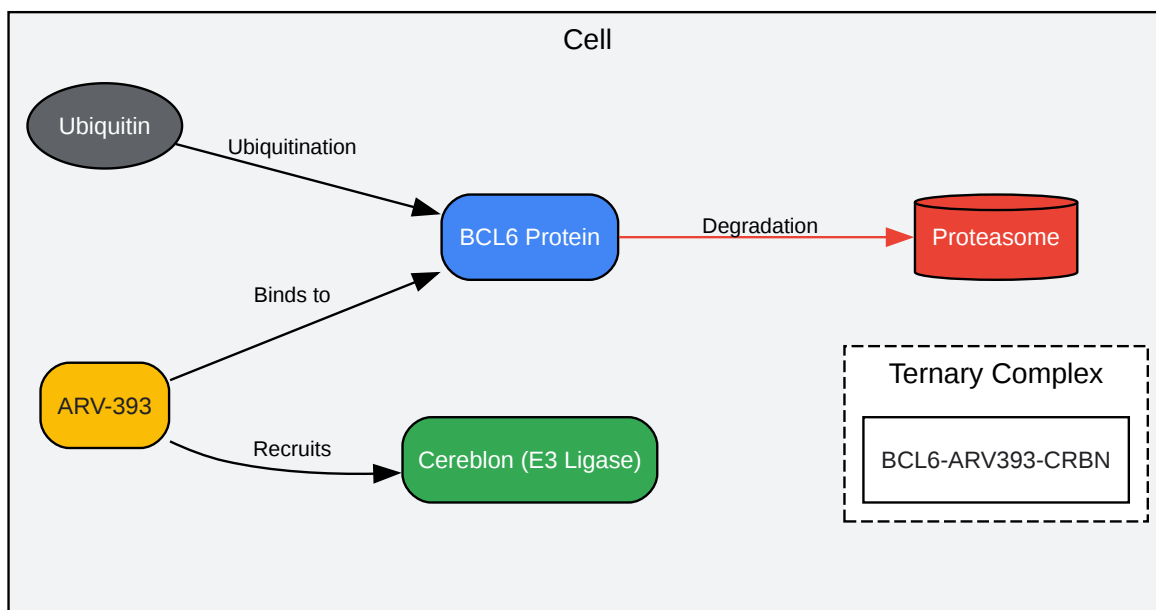 Cell
Ubiquitin
Ubiquitination
BCL6 Protein
Degradation
Proteasome
Binds to
ARV-393
Recruits
Cereblon (E3 Ligase)
Ternary Complex
BCL6-ARV393-CRBN